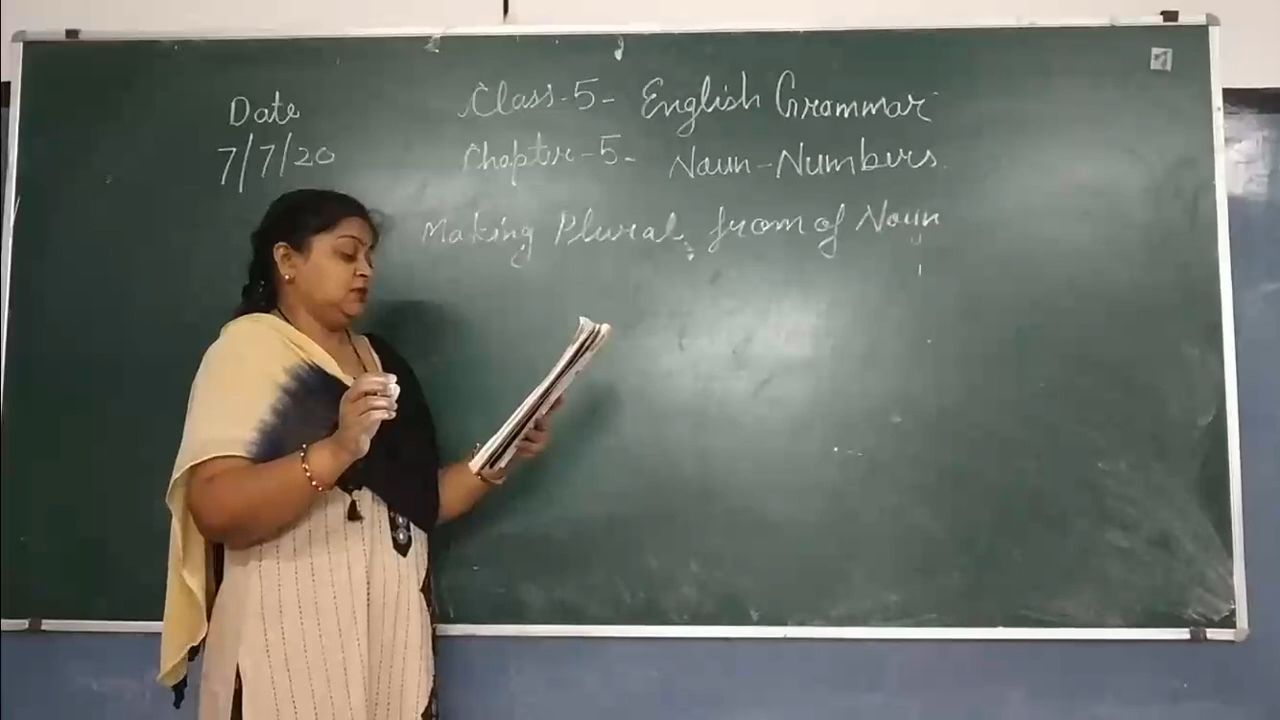 Date
7/7/20
Class-5- English Grammar
Chapter-5- Noun-Numbers
Making Plural from of Noun